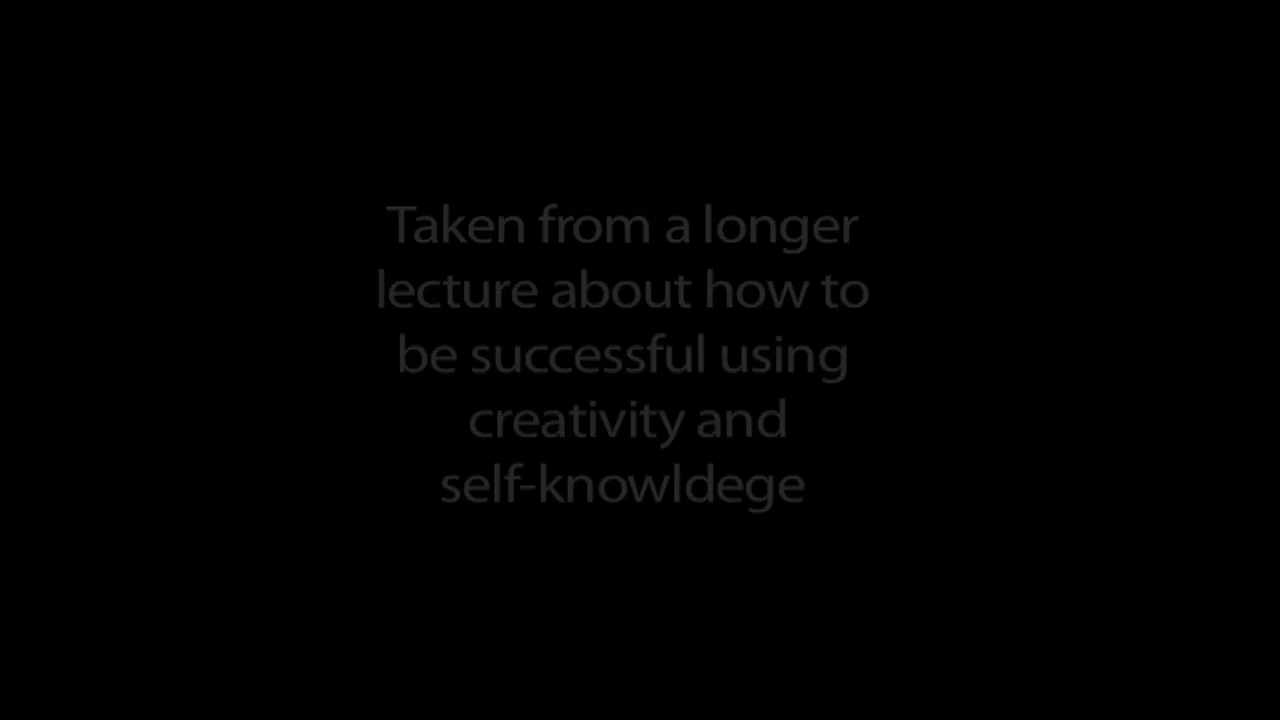 Taken from a longer
lecture about how to
be successful using
creativity and
self-knowldege